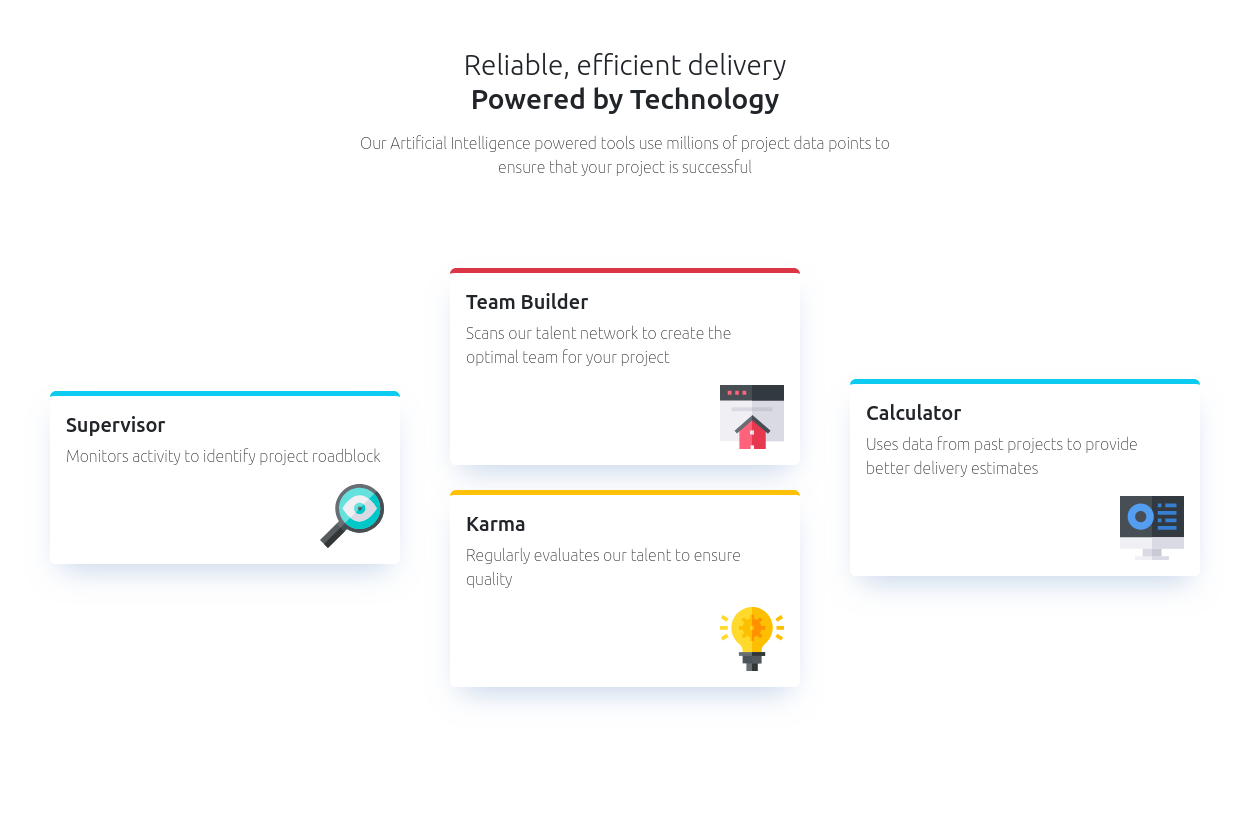 Reliable, efficient delivery
Powered by Technology
Our Artificial Intelligence powered tools use millions of project data points to
ensure that your project is successful
Supervisor
Monitors activity to identify project roadblock
Team Builder
Scans our talent network to create the
optimal team for your project
Karma
Regularly evaluates our talent to ensure
quality
Calculator
Uses data from past projects to provide
better delivery estimates